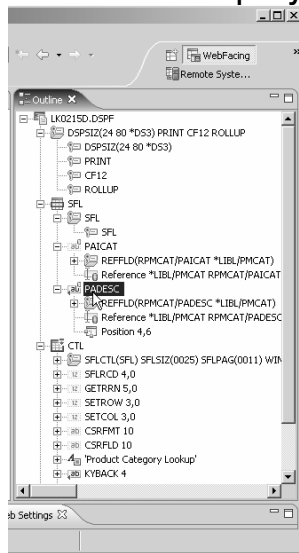 WebFacing
»
Remote Syste...
Outline
LK0215D.DSPF
DSPSIZ(24 80 *DS3) PRINT CF12 ROLLUP
DSPSIZ(24 80 *DS3)
PRINT
CF12
ROLLUP
SFL
SFL
SFL
PAICAT
REFFLD(RPMCAT/PAICAT *LIBL/PMCAT)
Reference *LIBL/PMCAT RPMCAT/PAICAT
PADESC
REFFLD(RPMCAT/PADESC *LIBL/PMCAT)
Reference *LIBL/PMCAT RPMCAT/PADESC
Position 4,6
CTL
SFLCTL(SFL) SFLSIZ(0025) SFLPAG(0011) WIN
SFLRCD 4,0
GETRRN 5,0
SETROW 3,0
SETCOL 3,0
CSRFMT 10
CSRFLD 10
'Product Category Lookup'
KYBACK 4
eb Settings